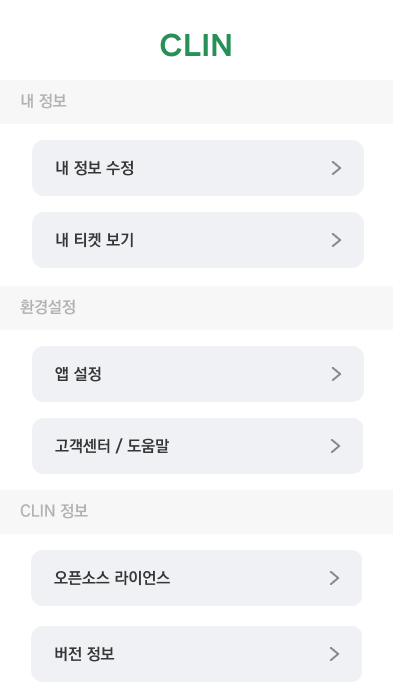 CLIN
내 정보
내 정보 수정
내 티켓 보기
환경설정
앱 설정
고객센터 / 도움말
CLIN 정보
오픈소스 라이언스
버전 정보